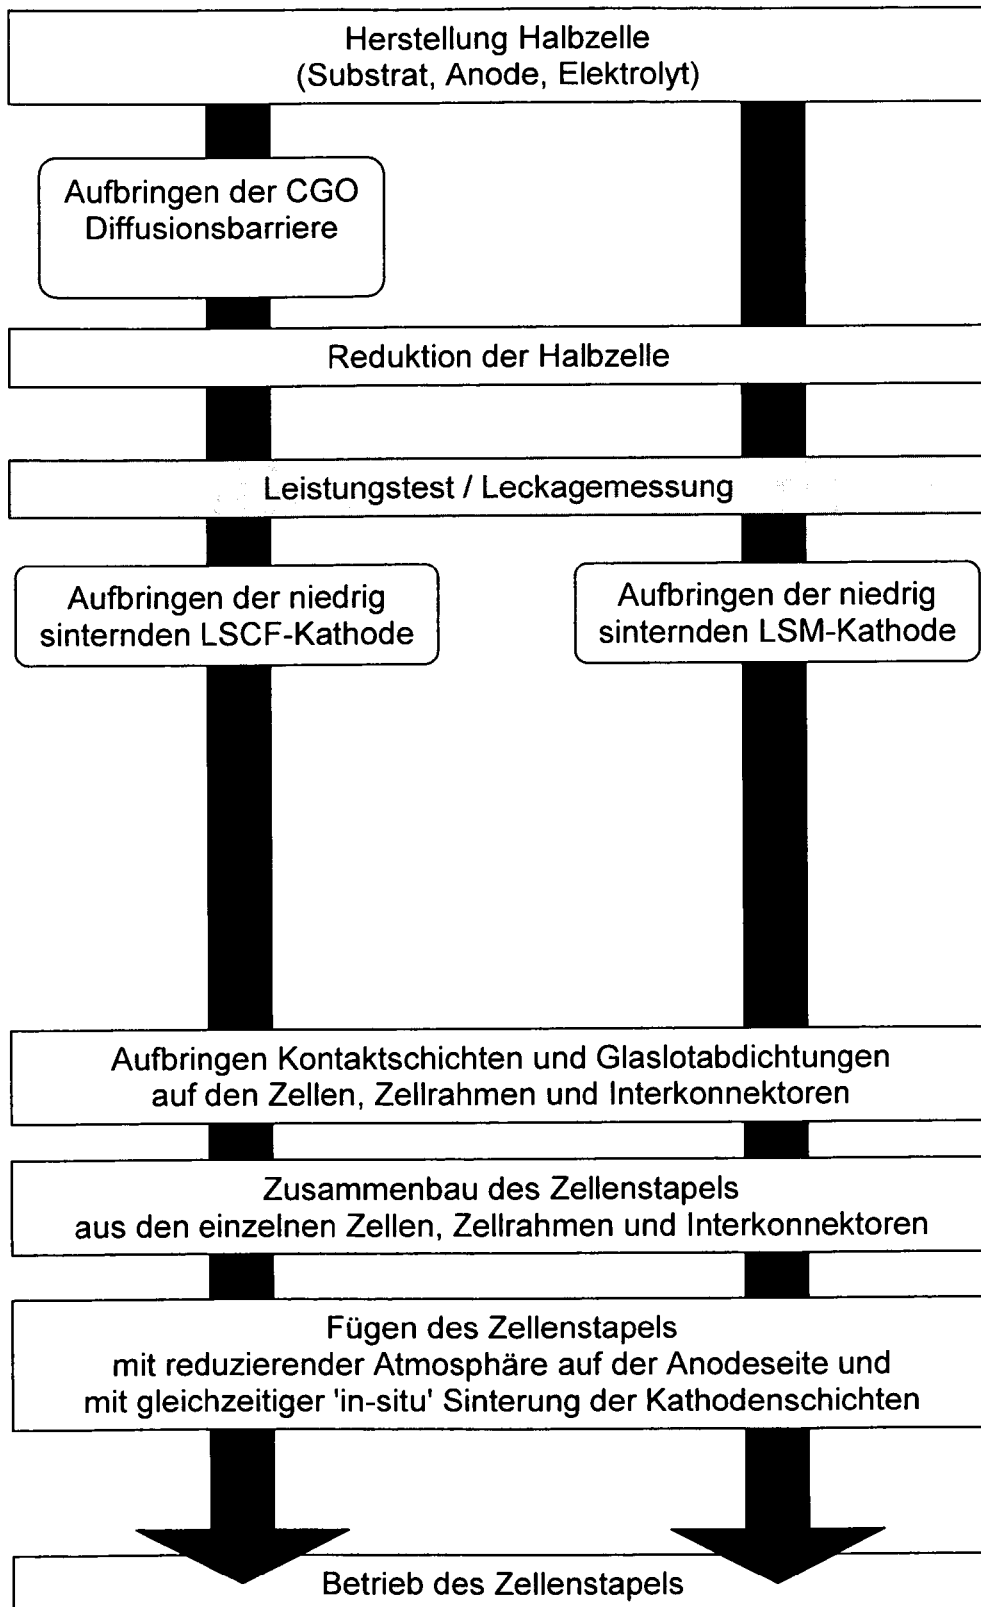 Herstellung Halbzelle
(Substrat, Anode, Elektrolyt)
Aufbringen der CGO
Diffusionsbarriere
Reduktion der Halbzelle
Leistungstest / Leckagemessung
Aufbringen der niedrig
sinternden LSCF-Kathode
Aufbringen der niedrig
sinternden LSM-Kathode
Aufbringen Kontaktschichten und Glaslotabdichtungen
auf den Zellen, Zellrahmen und Interkonnektoren
Zusammenbau des Zellenstapels
aus den einzelnen Zellen, Zellrahmen und Interkonnektoren
Fügen des Zellenstapels
mit reduzierender Atmosphäre auf der Anodeseite und
mit gleichzeitiger 'in-situ' Sinterung der Kathodenschichten
Betrieb des Zellenstapels